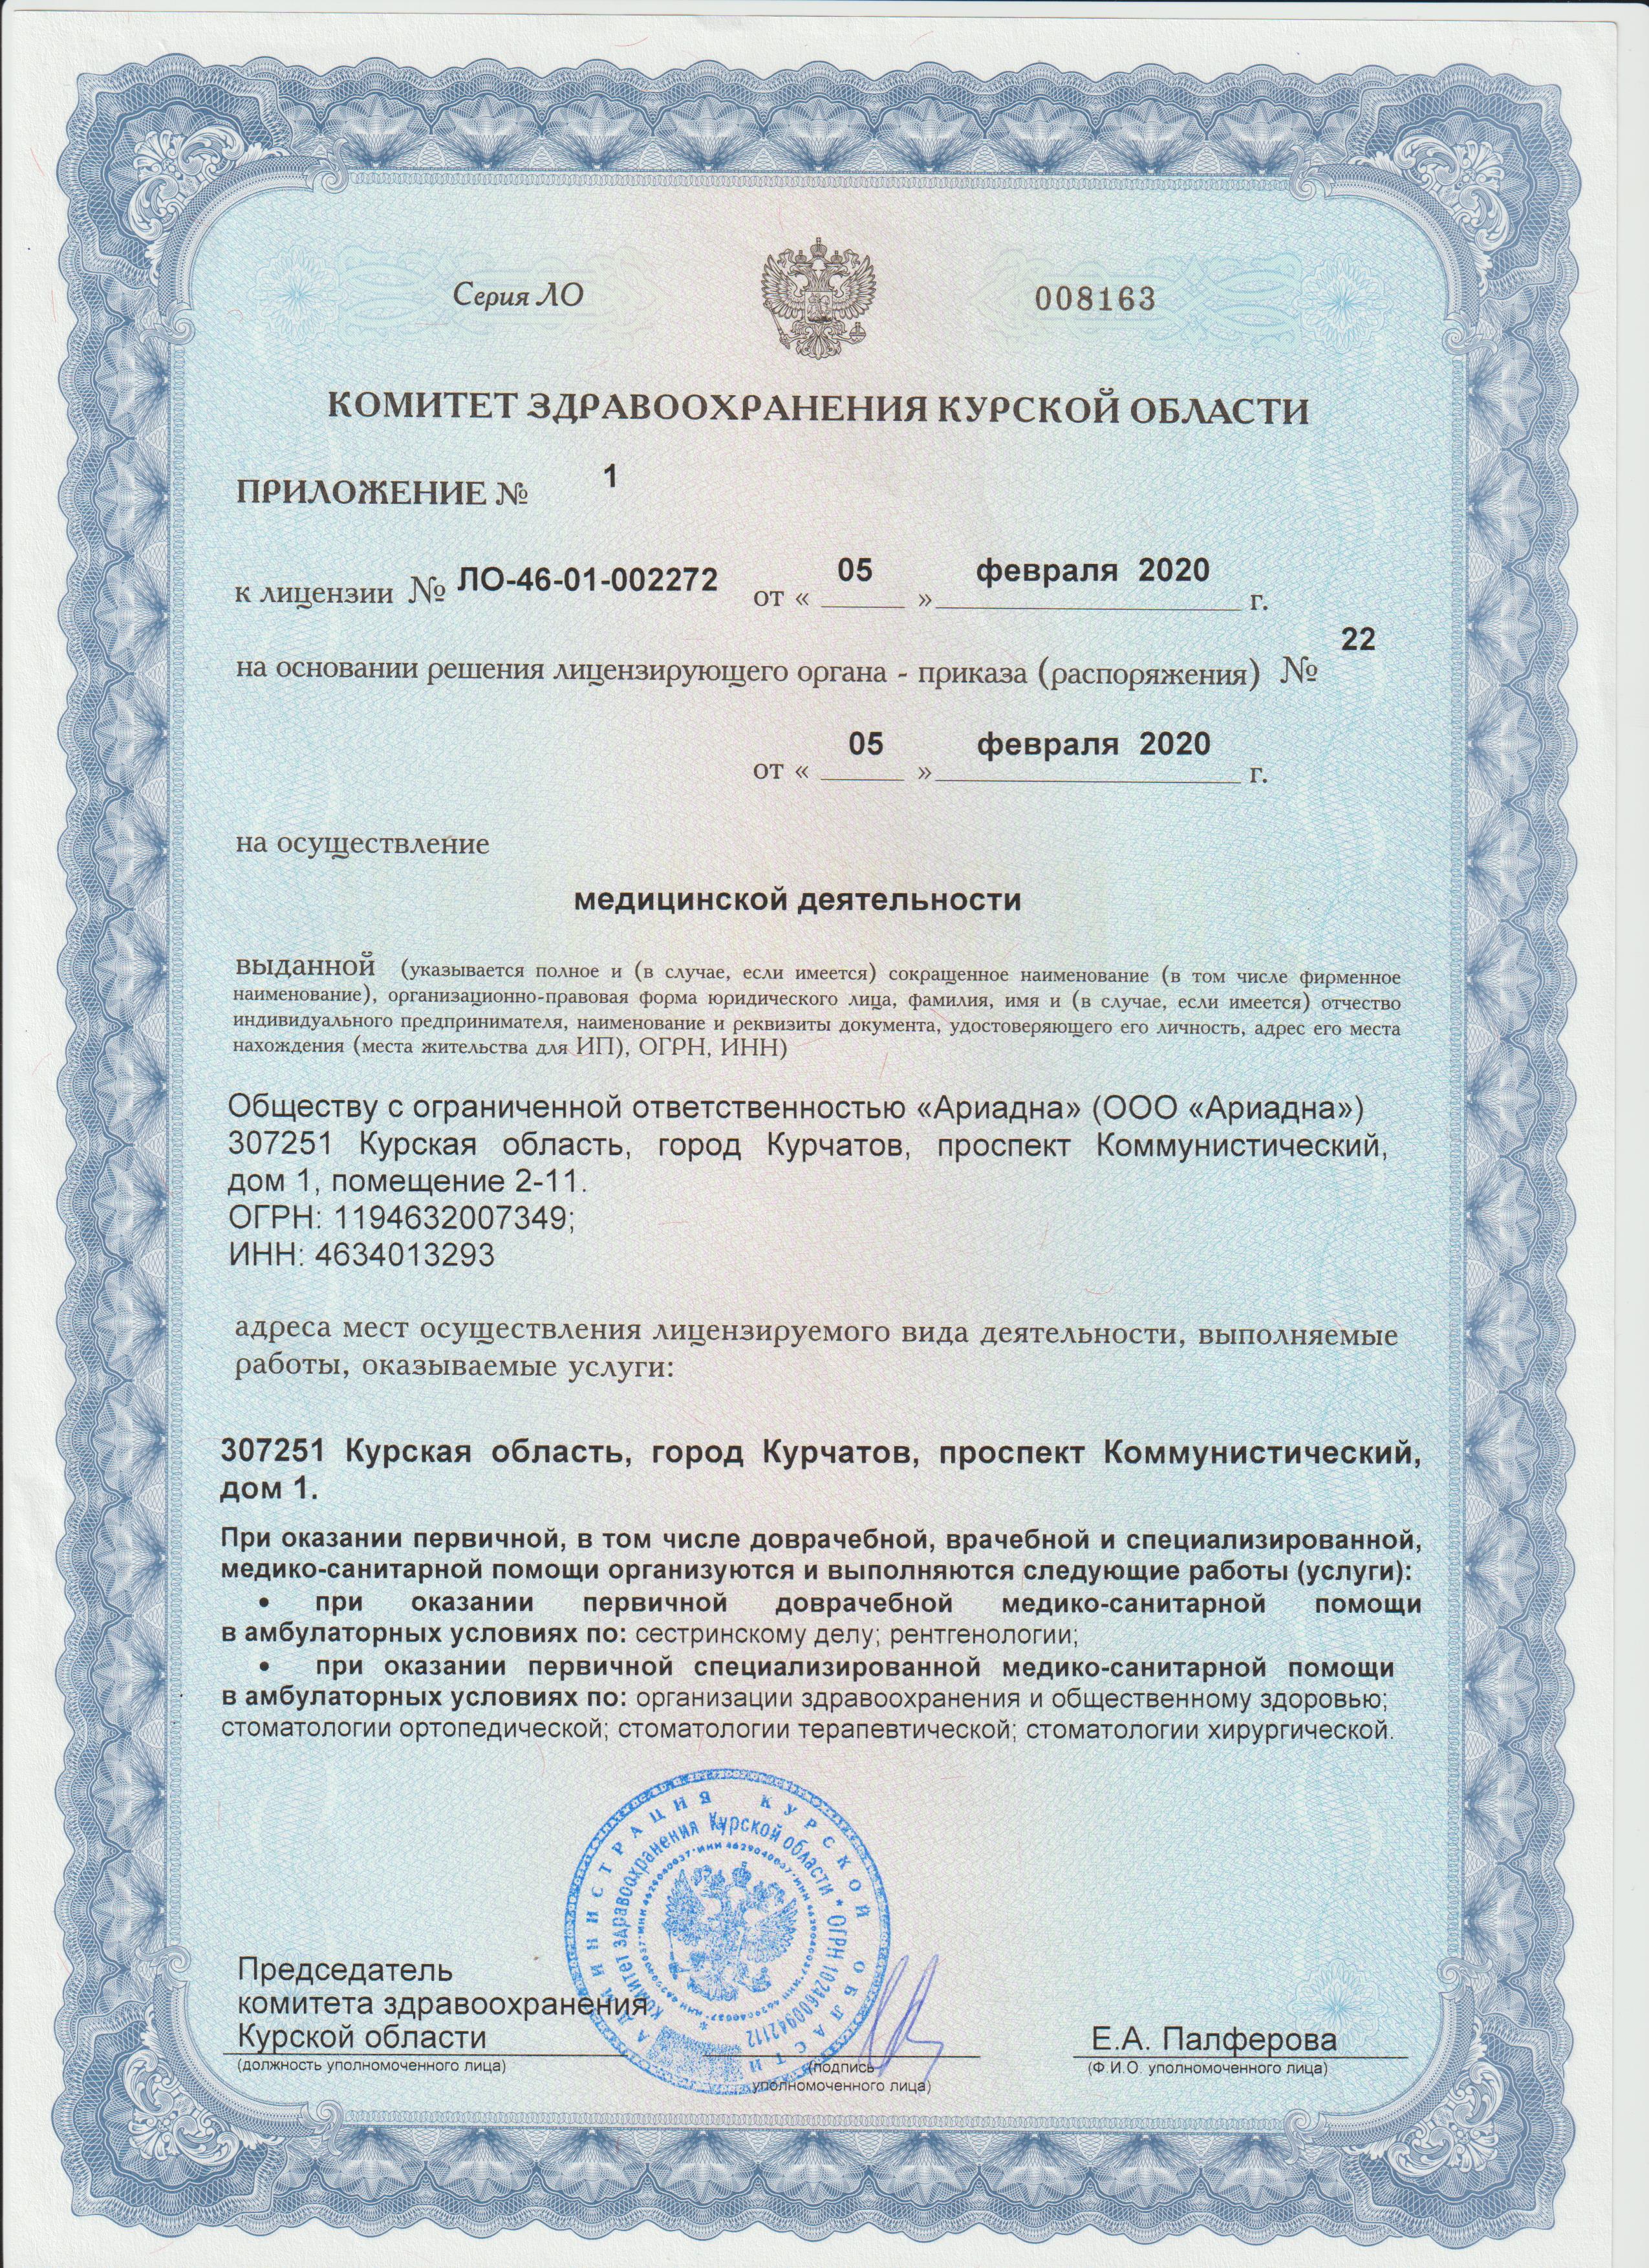 Серия ЛО
008163
КОМИТЕТ ЗДРАВООХРАНЕНИЯ КУРСКОЙ ОБЛАСТИ
ПРИЛОЖЕНИЕ № 1
к лицензии № ЛО-46-01-002272 от « 05 » февраля 2020 г.
на основании решения лицензирующего органа - приказа (распоряжения) № 22
от « 05 » февраля 2020 г.
на осуществление
медицинской деятельности
выданной (указывается полное и (в случае, если имеется) сокращенное наименование (в том числе фирменное
наименование), организационно-правовая форма юридического лица, фамилия, имя и (в случае, если имеется) отчество
индивидуального предпринимателя, наименование и реквизиты документа, удостоверяющего его личность, адрес его места
нахождения (места жительства для ИП), ОГРН, ИНН)
Обществу с ограниченной ответственностью «Ариадна» (ООО «Ариадна»)
307251 Курская область, город Курчатов, проспект Коммунистический,
дом 1, помещение 2-11.
ОГРН: 1194632007349;
ИНН: 4634013293
адреса мест осуществления лицензируемого вида деятельности, выполняемые
работы, оказываемые услуги:
307251 Курская область, город Курчатов, проспект Коммунистический,
дом 1.
При оказании первичной, в том числе доврачебной, врачебной и специализированной,
медико-санитарной помощи организуются и выполняются следующие работы (услуги):
• при оказании первичной доврачебной медико-санитарной помощи
в амбулаторных условиях по: сестринскому делу; рентгенологии;
• при оказании первичной специализированной медико-санитарной помощи
в амбулаторных условиях по: организации здравоохранения и общественному здоровью;
стоматологии ортопедической; стоматологии терапевтической; стоматологии хирургической.
АДМИНИСТРАЦИЯ КУРСКОЙ ОБЛАСТИ
Комитет здравоохранения Курской области * ОГРН 1024600942112 *
ИНН 4629040037
Председатель
комитета здравоохранения
Курской области
(должность уполномоченного лица)
(подпись
уполномоченного лица)
Е.А. Палферова
(Ф.И.О. уполномоченного лица)